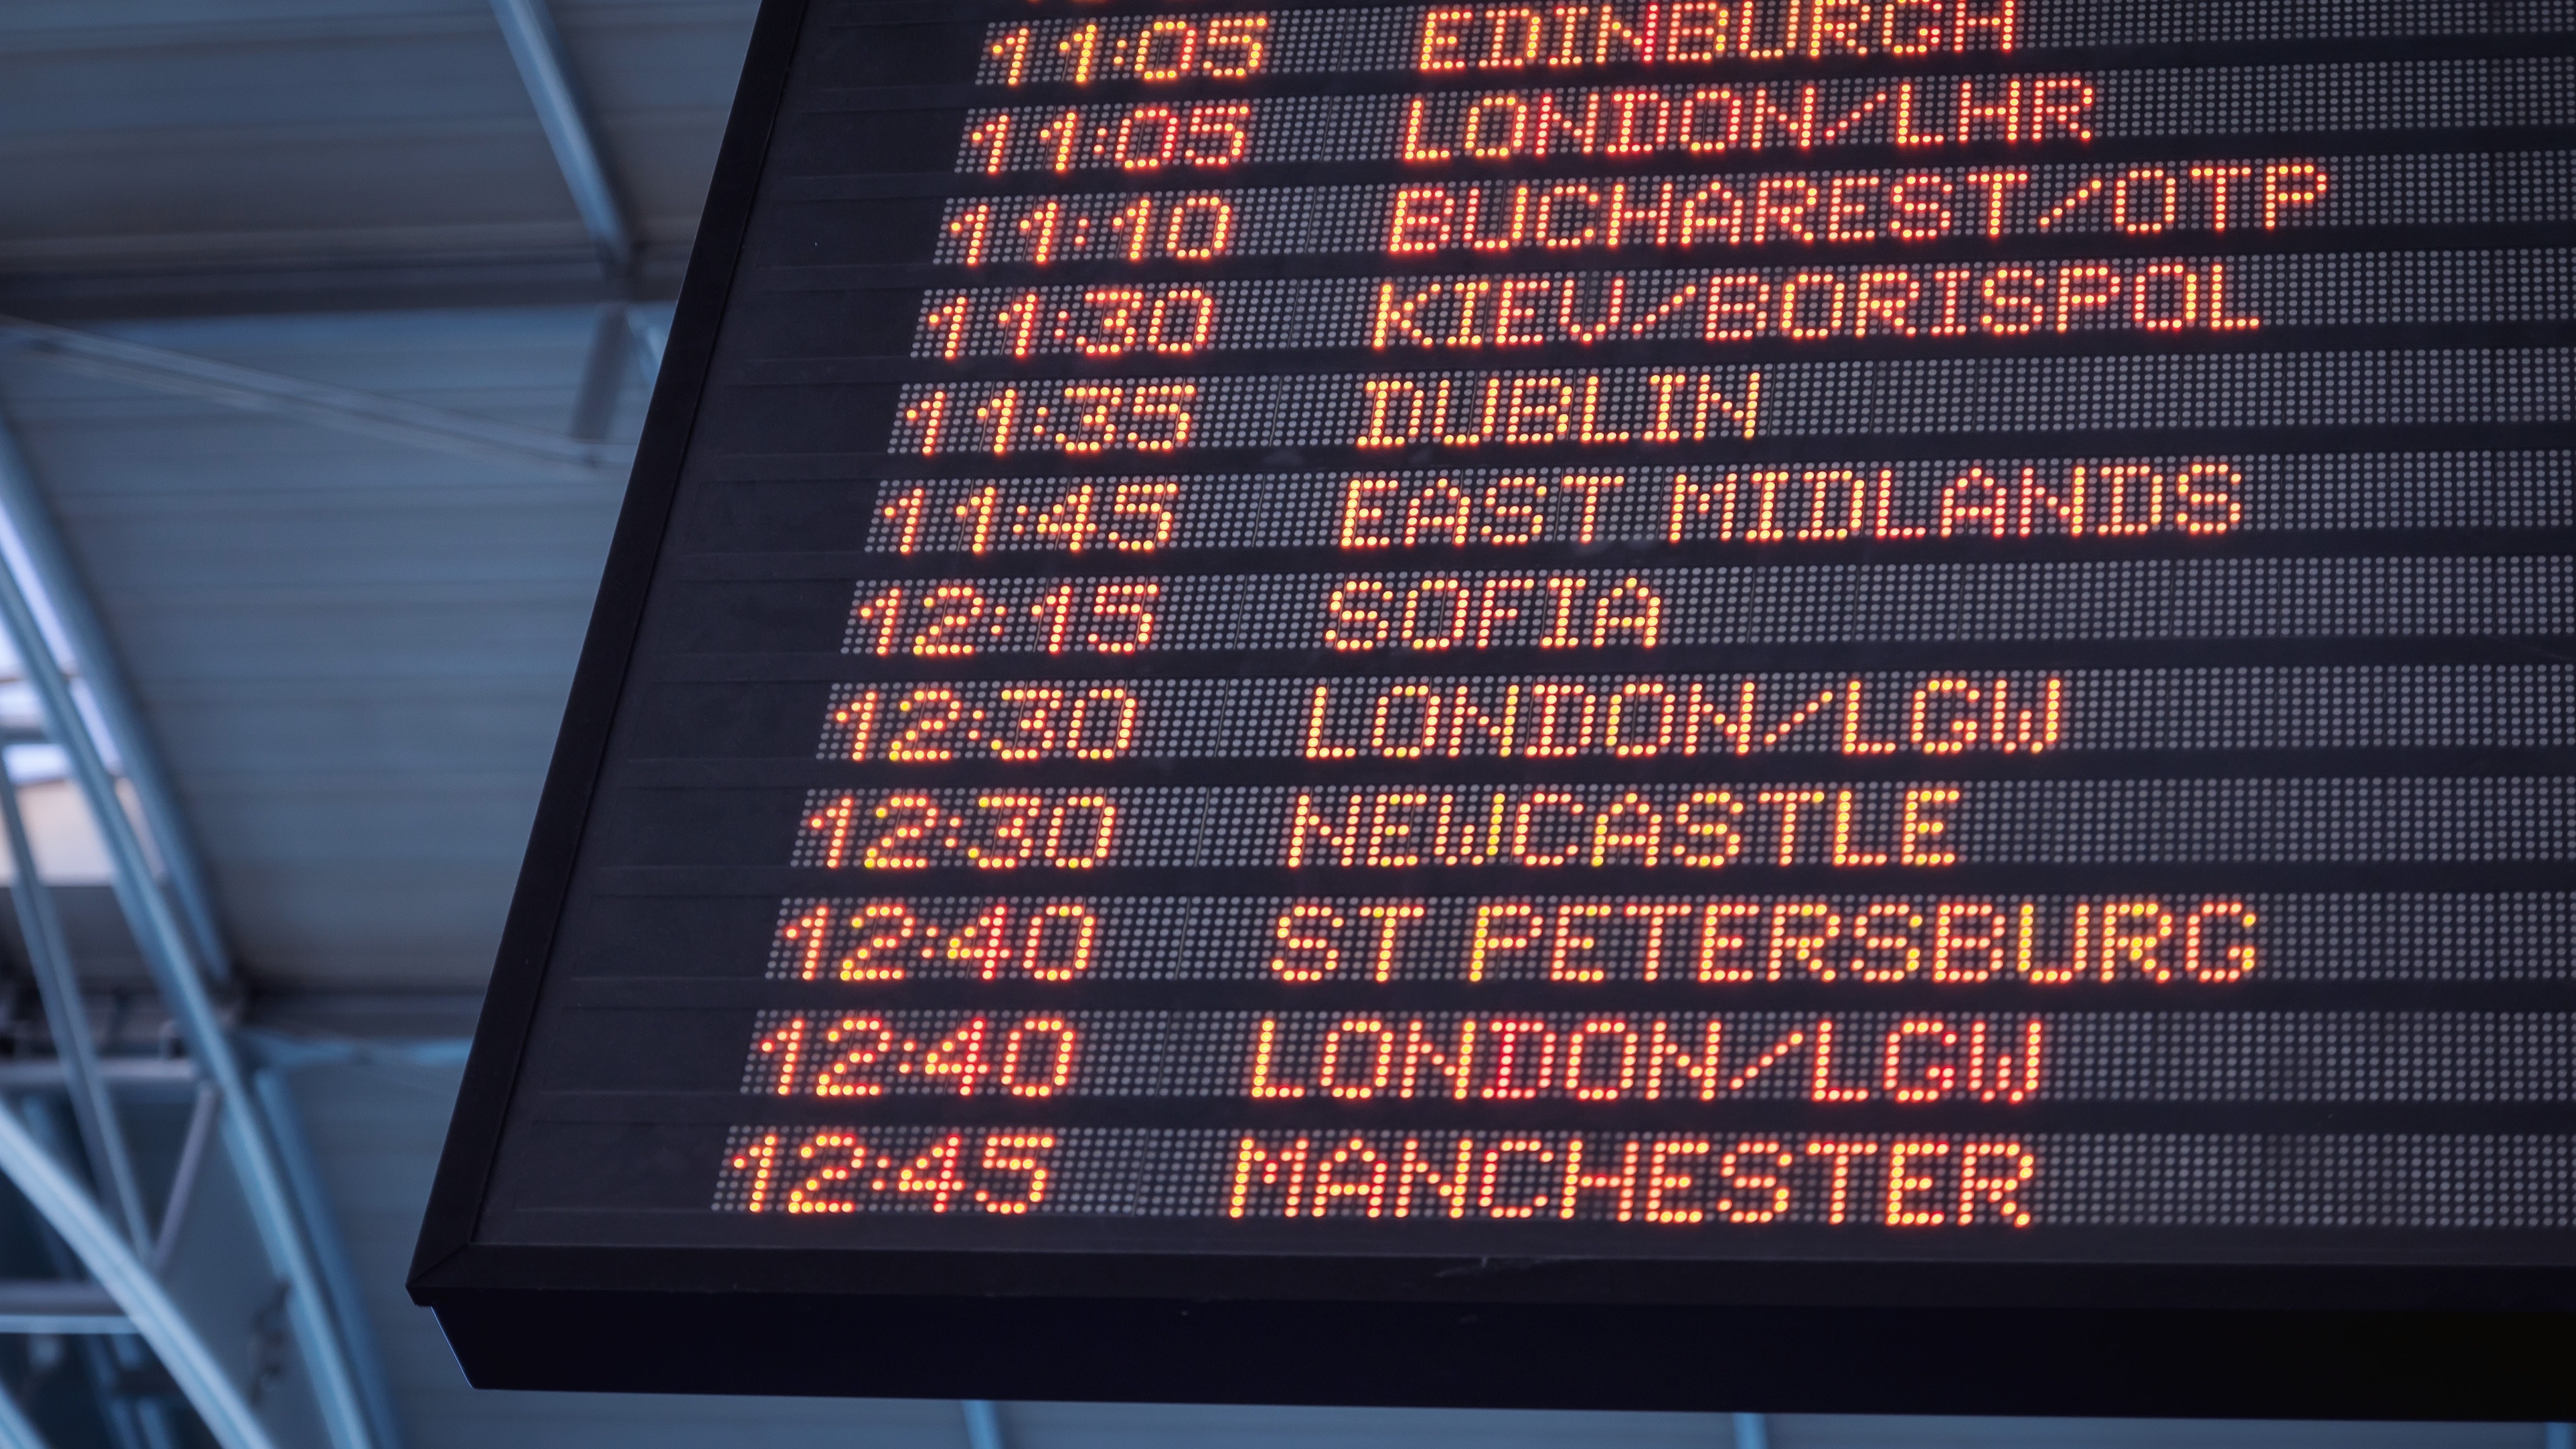 11:05 EDINBURGH
11:05 LONDON/LHR
11:10 BUCHAREST/OTP
11:30 KIEV/BORISPOL
11:35 DUBLIN
11:45 EAST MIDLANDS
12:15 SOFIA
12:30 LONDON/LGW
12:30 NEWCASTLE
12:40 ST PETERSBURG
12:40 LONDON/LGW
12:45 MANCHESTER